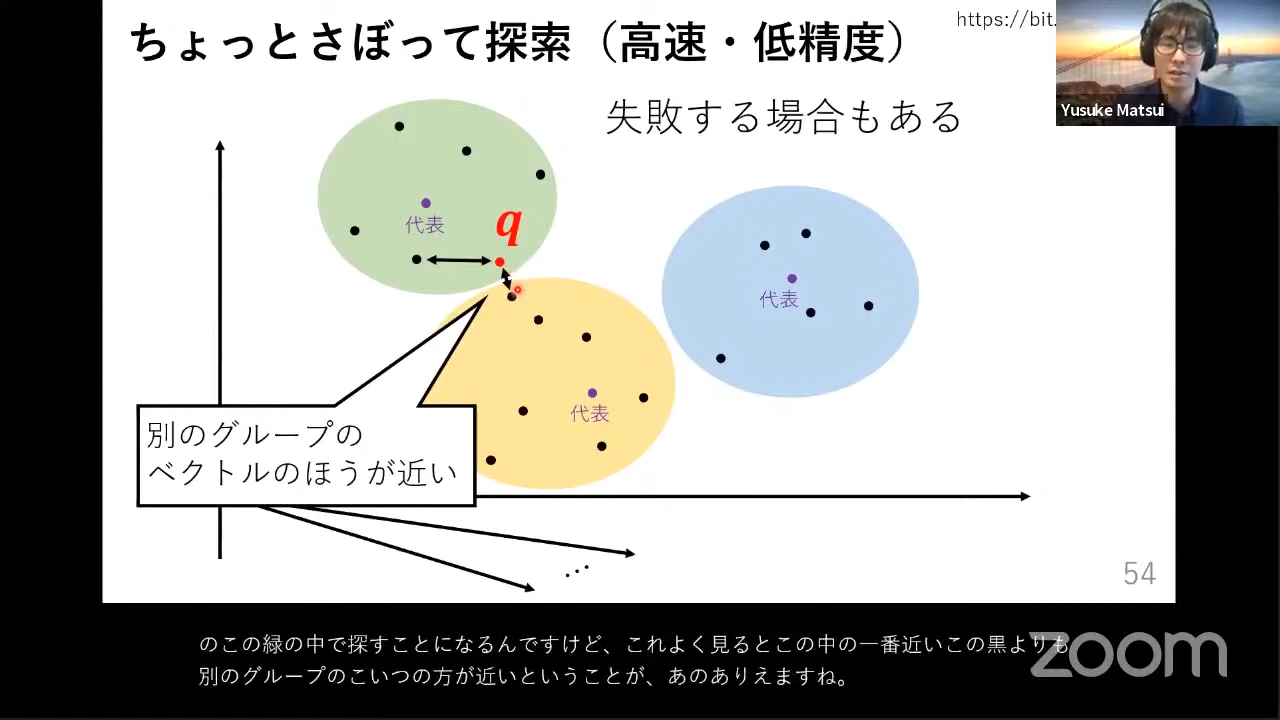 ちょっとさぼって探索（高速・低精度）
https://bit.
Yusuke Matsui
失敗する場合もある
代表
q
代表
代表
別のグループの
ベクトルのほうが近い
…
54
のこの緑の中で探すことになるんですけど、これよく見るとこの中の一番近いこの黒よりも
別のグループのこいつの方が近いということが、あのありえますね。
zoom